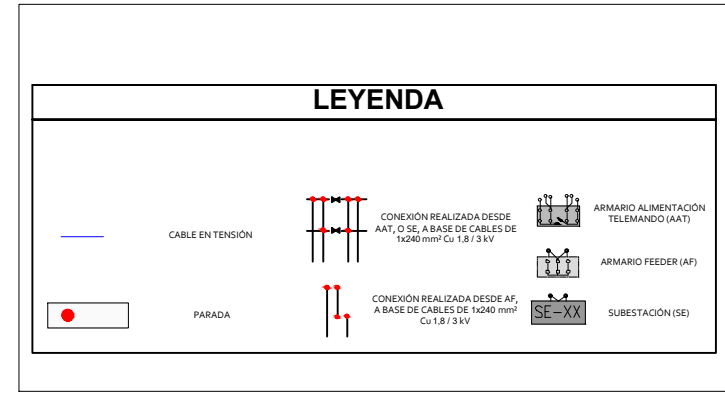 LEYENDA
CABLE EN TENSIÓN
PARADA
CONEXIÓN REALIZADA DESDE
AAT, O SE, A BASE DE CABLES DE
1x240 mm² Cu 1,8 / 3 kV
CONEXIÓN REALIZADA DESDE AF,
A BASE DE CABLES DE 1x240 mm²
Cu 1,8 / 3 kV
ARMARIO ALIMENTACIÓN
TELEMANDO (AAT)
ARMARIO FEEDER (AF)
SE-XX
SUBESTACIÓN (SE)